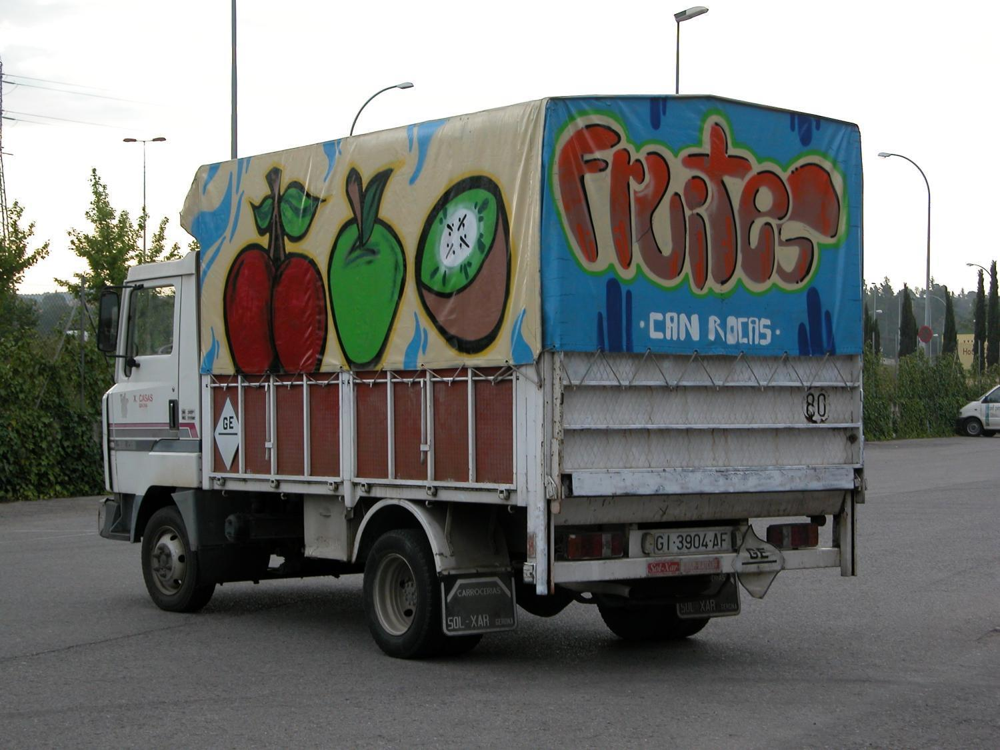 Fruites
· CAN ROCAS ·
80
X. CASAS
GE
GI·3904·AF
GE
Sol-Xar
CARROCERIAS
SOL-XAR GERONA
SOL-XAR GERONA
Ho